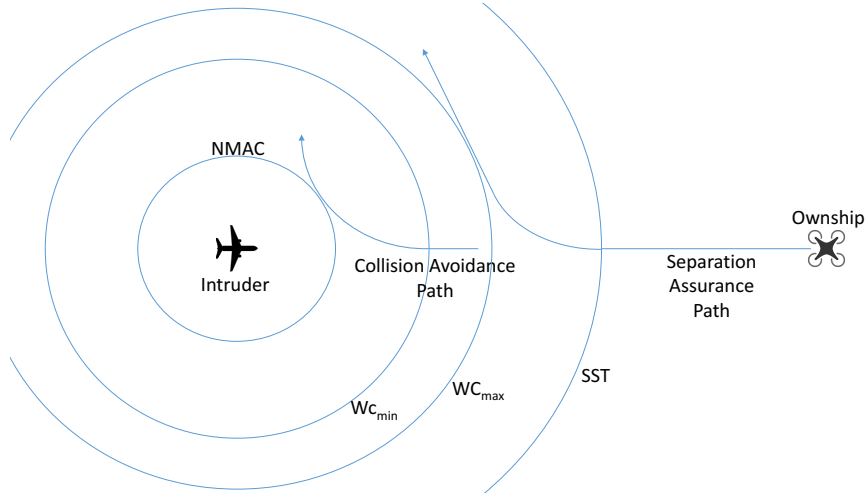 NMAC
Ownship
Intruder
Collision Avoidance
Path
Separation
Assurance
Path
SST
WCmax
Wcmin